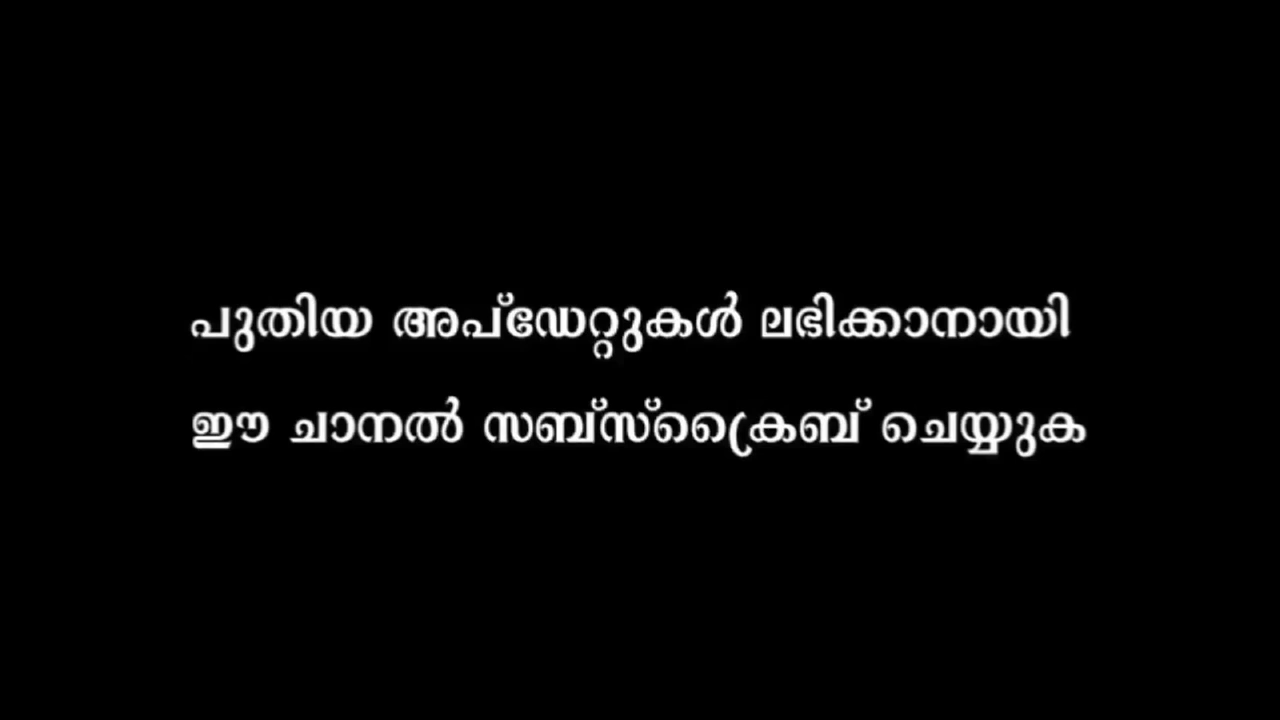 പുതിയ അപ്ഡേറ്റുകൾ ലഭിക്കാനായി
ഈ ചാനൽ സബ്സ്ക്രൈബ് ചെയ്യുക